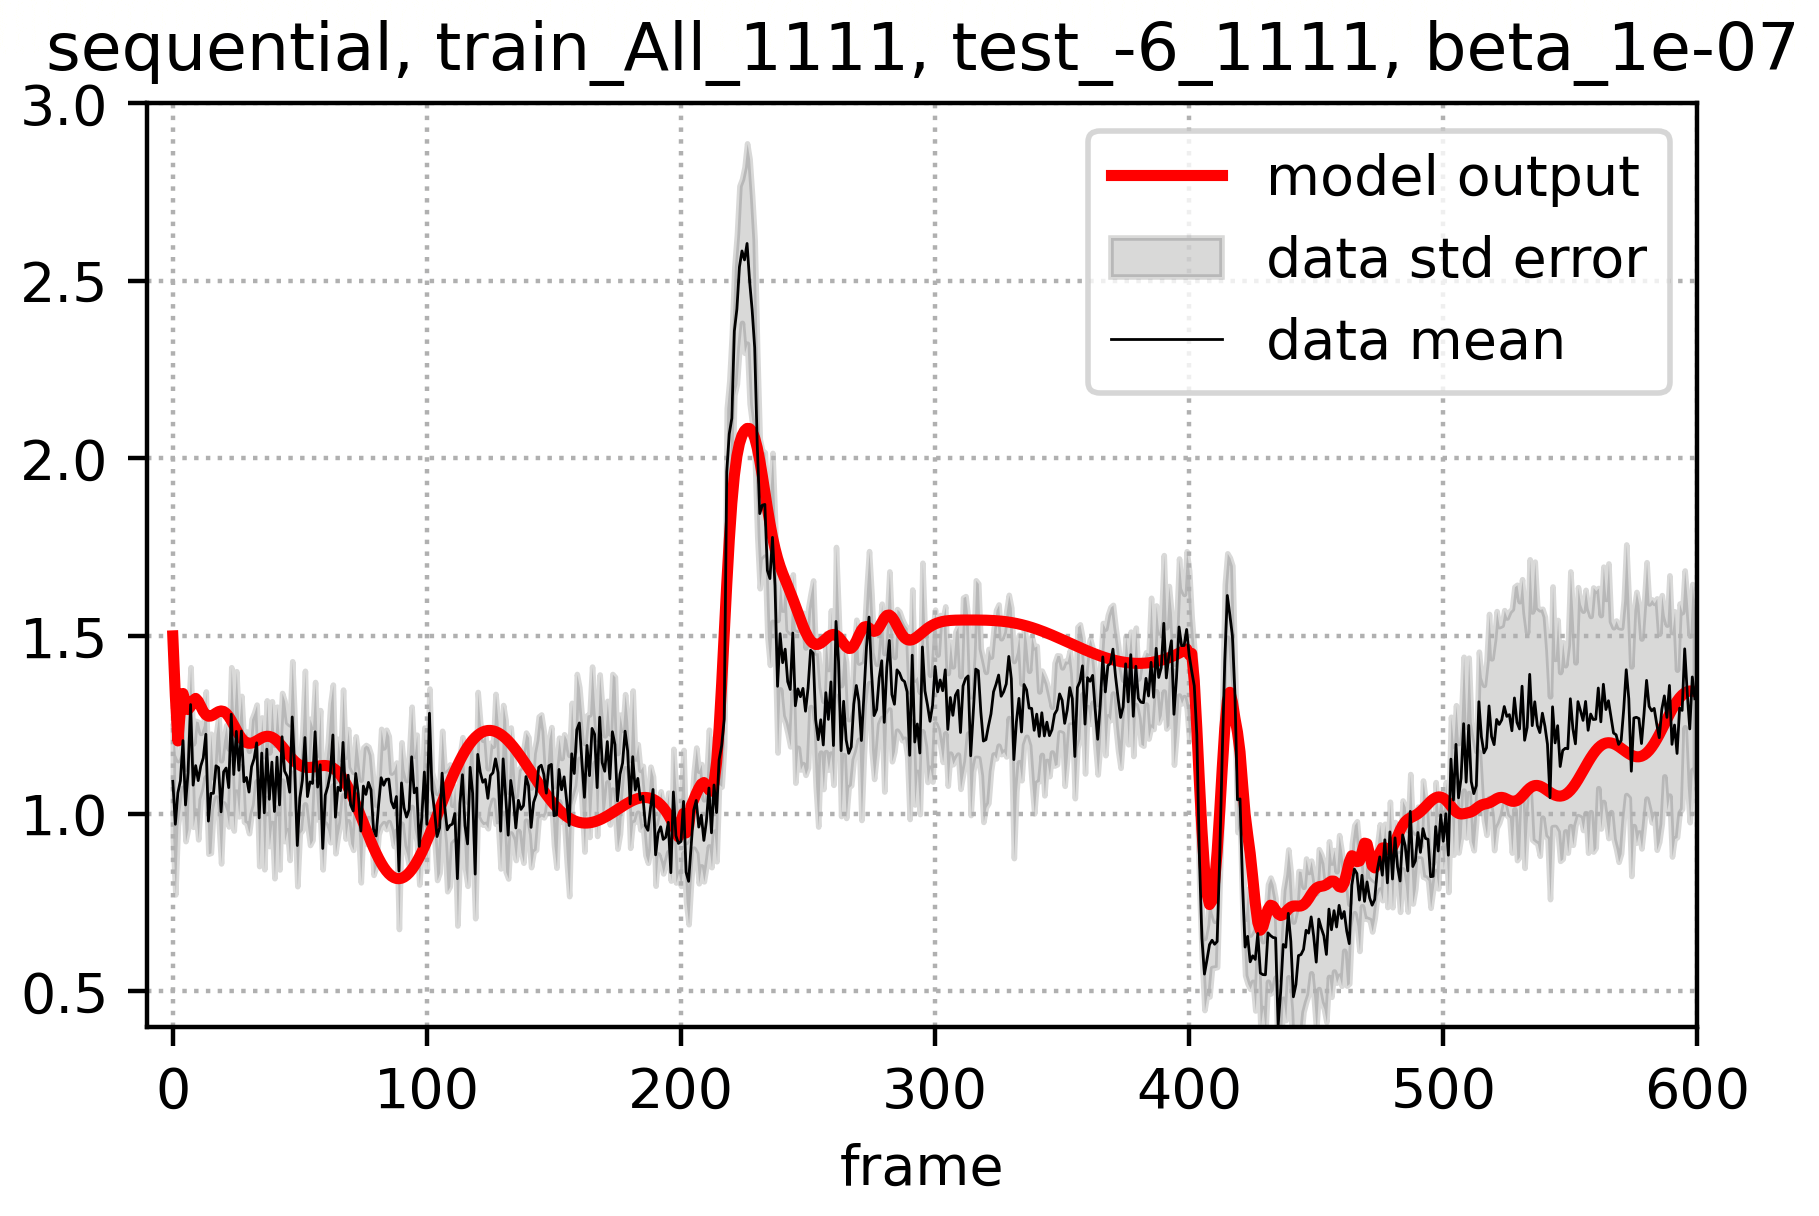 sequential, train_All_1111, test_-6_1111, beta_1e-07
3.0
2.5
2.0
1.5
1.0
0.5
model output
data std error
data mean
0 100 200 300 400 500 600
frame